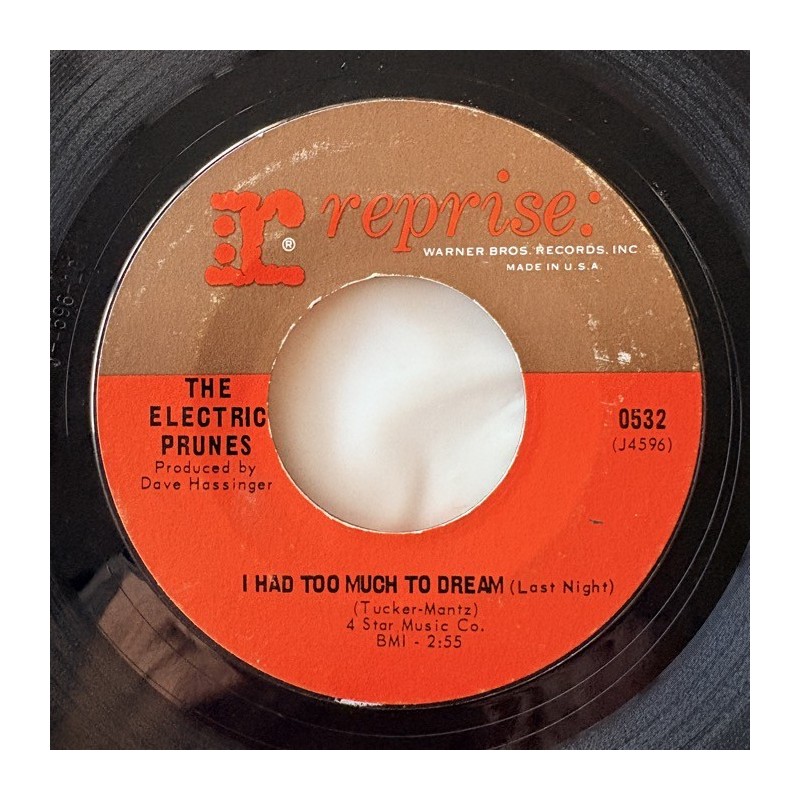 r: reprise:
®
WARNER BROS. RECORDS, INC.
MADE IN U.S.A.
THE
ELECTRIC
PRUNES
Produced by
Dave Hassinger
0532
(J4596)
I HAD TOO MUCH TO DREAM (Last Night)
(Tucker-Mantz)
4 Star Music Co.
BMI - 2:55